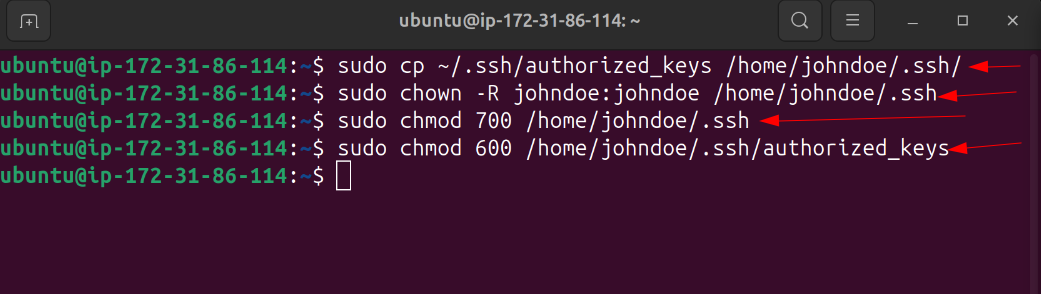 ubuntu@ip-172-31-86-114: ~
ubuntu@ip-172-31-86-114:~$ sudo cp ~/.ssh/authorized_keys /home/johndoe/.ssh/
ubuntu@ip-172-31-86-114:~$ sudo chown -R johndoe:johndoe /home/johndoe/.ssh
ubuntu@ip-172-31-86-114:~$ sudo chmod 700 /home/johndoe/.ssh
ubuntu@ip-172-31-86-114:~$ sudo chmod 600 /home/johndoe/.ssh/authorized_keys
ubuntu@ip-172-31-86-114:~$